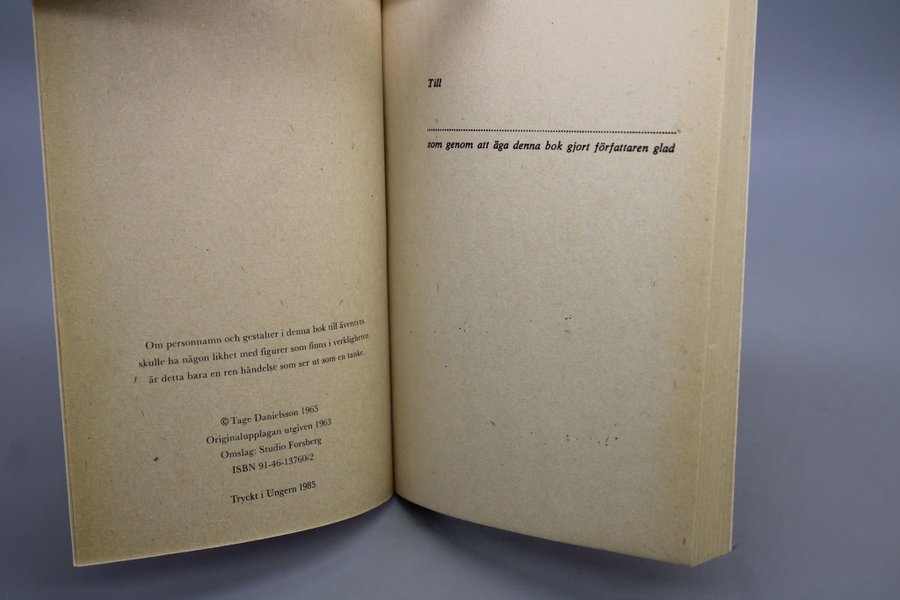 Om personnamn och gestalter i denna bok till äventyrs
skulle ha någon likhet med figurer som finns i verkligheten
är detta bara en ren händelse som ser ut som en tanke.
© Tage Danielsson 1965
Originalupplagan utgiven 1963
Omslag: Studio Forsberg
ISBN 91-46-13760-2
Tryckt i Ungern 1985
Till
som genom att äga denna bok gjort författaren glad